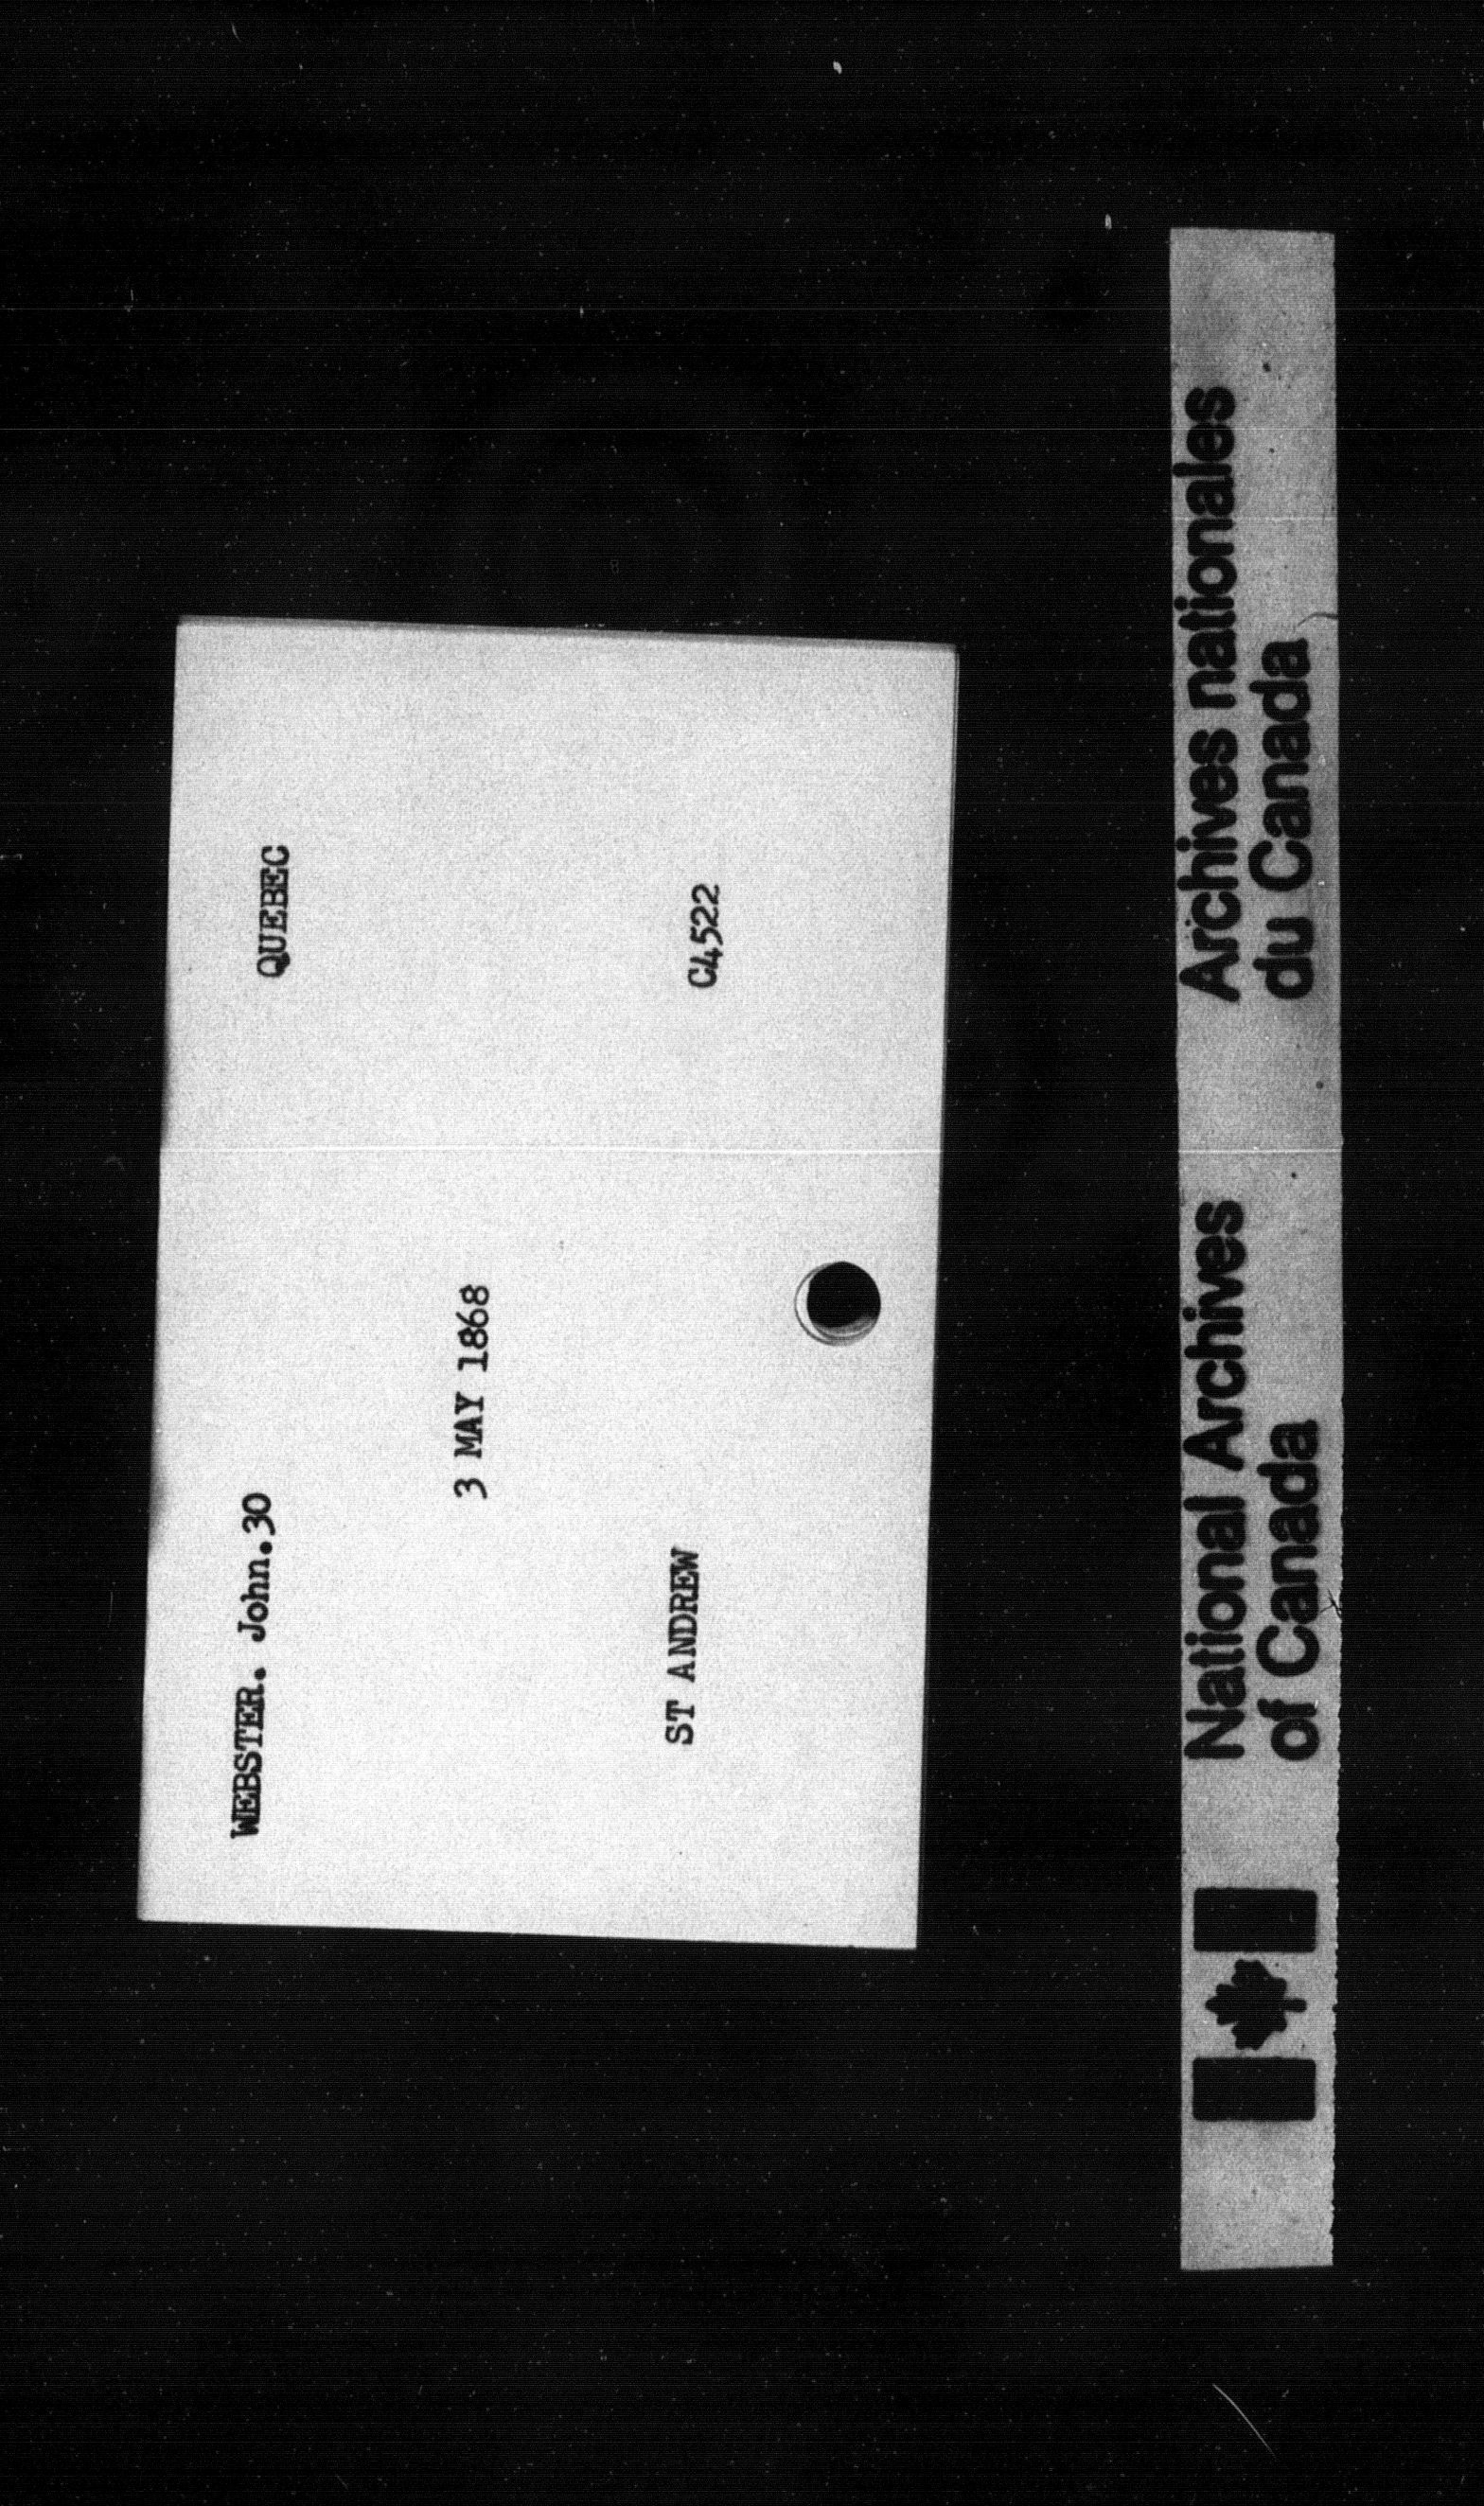 WEBSTER. John.30 QUEBEC
3 MAY 1868
ST ANDREW C4522
National Archives
of Canada
Archives nationales
du Canada